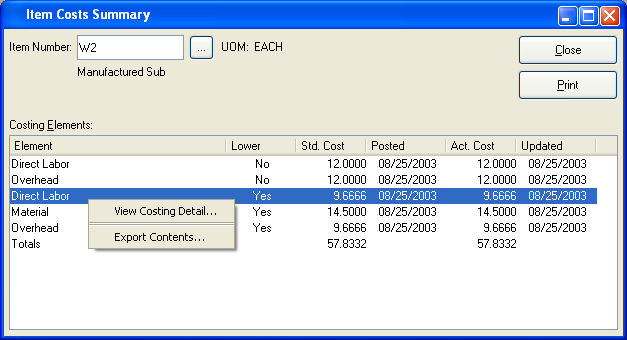 Item Costs Summary
Item Number: W2 ... UOM: EACH
Manufactured Sub
Close
Print
Costing Elements:
Element Lower Std. Cost Posted Act. Cost Updated
Direct Labor No 12.0000 08/25/2003 12.0000 08/25/2003
Overhead No 12.0000 08/25/2003 12.0000 08/25/2003
Direct Labor Yes 9.6666 08/25/2003 9.6666 08/25/2003
Material Yes 14.5000 08/25/2003 14.5000 08/25/2003
Overhead Yes 9.6666 08/25/2003 9.6666 08/25/2003
Totals 57.8332 57.8332
View Costing Detail...
Export Contents...